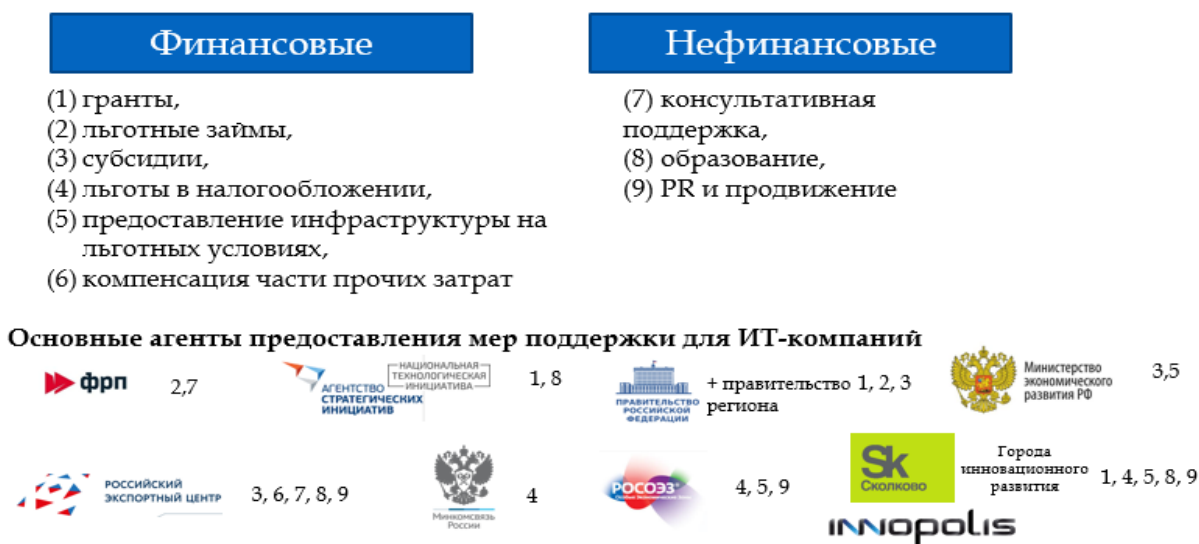 Финансовые
(1) гранты,
(2) льготные займы,
(3) субсидии,
(4) льготы в налогообложении,
(5) предоставление инфраструктуры на
льготных условиях,
(6) компенсация части прочих затрат
Нефинансовые
(7) консультативная
поддержка,
(8) образование,
(9) PR и продвижение
Основные агенты предоставления мер поддержки для ИТ-компаний
фрп
2,7
АГЕНТСТВО
СТРАТЕГИЧЕСКИХ
ИНИЦИАТИВ
НАЦИОНАЛЬНАЯ
ТЕХНОЛОГИЧЕСКАЯ
ИНИЦИАТИВА
1, 8
ПРАВИТЕЛЬСТВО
РОССИЙСКОЙ
ФЕДЕРАЦИИ
+ правительство
региона
1, 2, 3
Министерство
экономического
развития РФ
3,5
РОССИЙСКИЙ
ЭКСПОРТНЫЙ ЦЕНТР
3, 6, 7, 8, 9
Минкомсвязь
России
4
РОСОЭЗ
4, 5, 9
Sk
Сколково
Города
инновационного
развития
1, 4, 5, 8, 9
INNOPOLIS